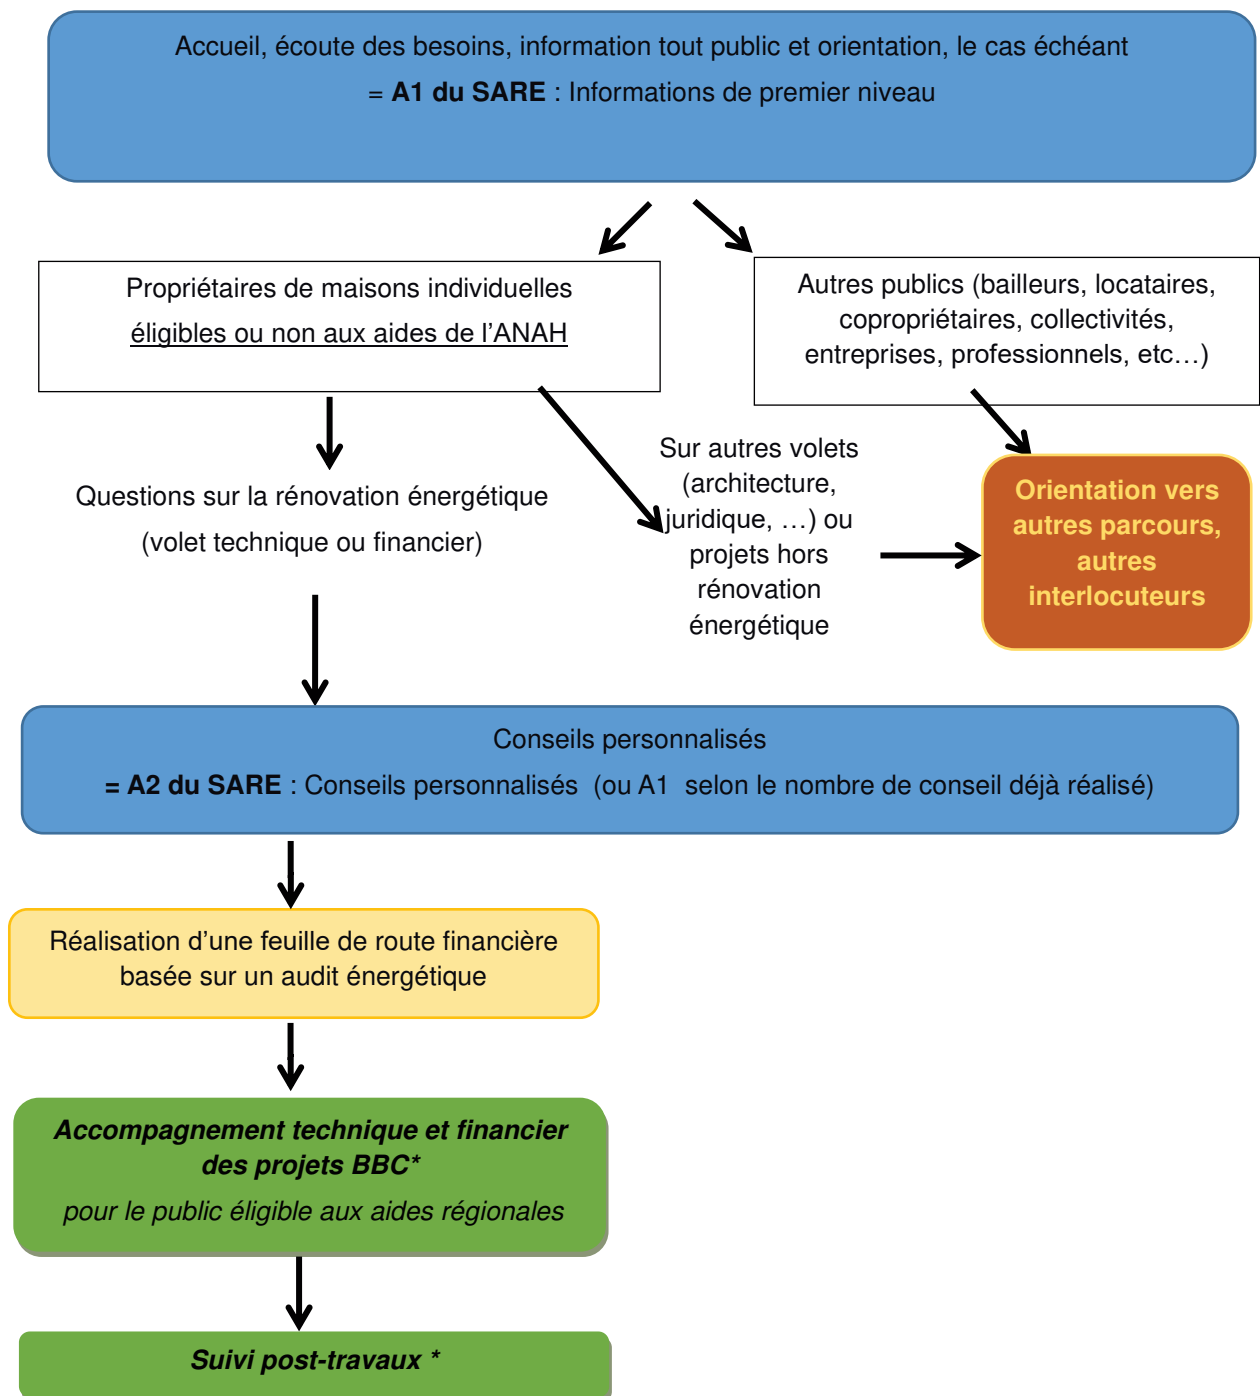 Accueil, écoute des besoins, information tout public et orientation, le cas échéant
= A1 du SARE : Informations de premier niveau
Propriétaires de maisons individuelles
éligibles ou non aux aides de l’ANAH
Autres publics (bailleurs, locataires,
copropriétaires, collectivités,
entreprises, professionnels, etc…)
Questions sur la rénovation énergétique
(volet technique ou financier)
Sur autres volets
(architecture,
juridique, …) ou
projets hors
rénovation
énergétique
Orientation vers
autres parcours,
autres
interlocuteurs
Conseils personnalisés
= A2 du SARE : Conseils personnalisés (ou A1 selon le nombre de conseil déjà réalisé)
Réalisation d’une feuille de route financière
basée sur un audit énergétique
Accompagnement technique et financier
des projets BBC*
pour le public éligible aux aides régionales
Suivi post-travaux *